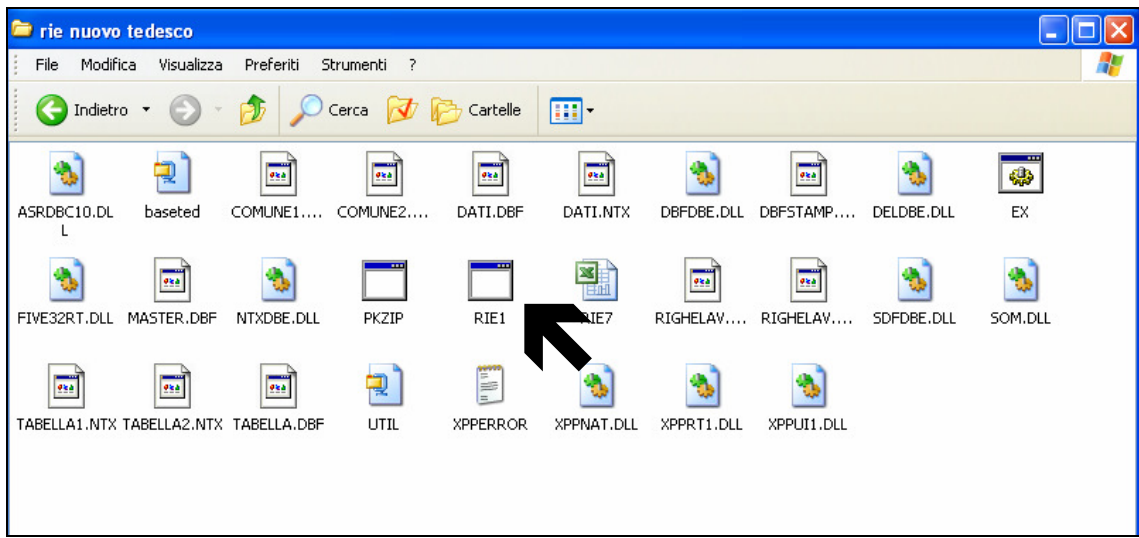 rie nuovo tedesco
File Modifica Visualizza Preferiti Strumenti ?
Indietro Cerca Cartelle
ASRDBC10.DL baseted COMUNE1.... COMUNE2.... DATI.DBF DATI.NTX DBFDBE.DLL DBFSTAMP.... DELDBE.DLL EX
L
FIVE32RT.DLL MASTER.DBF NTXDBE.DLL PKZIP RIE1 RIE7 RIGHELAV.... RIGHELAV.... SDFDBE.DLL SOM.DLL
TABELLA1.NTX TABELLA2.NTX TABELLA.DBF UTIL XPPERROR XPPNAT.DLL XPPRT1.DLL XPPUI1.DLL